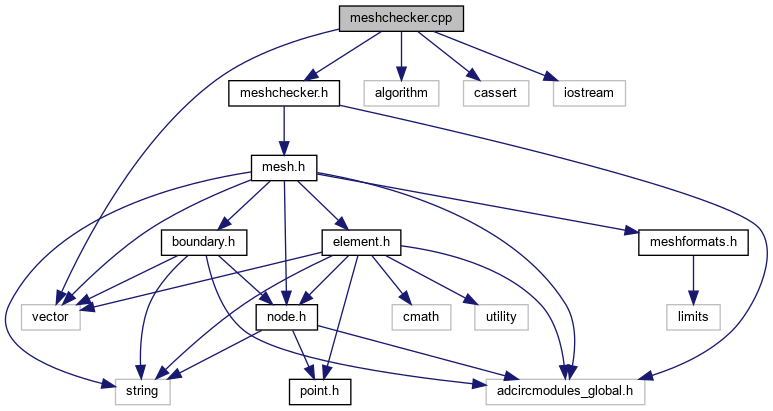 meshchecker.cpp
meshchecker.h
algorithm
cassert
iostream
mesh.h
boundary.h
element.h
meshformats.h
vector
node.h
cmath
utility
limits
string
point.h
adcircmodules_global.h